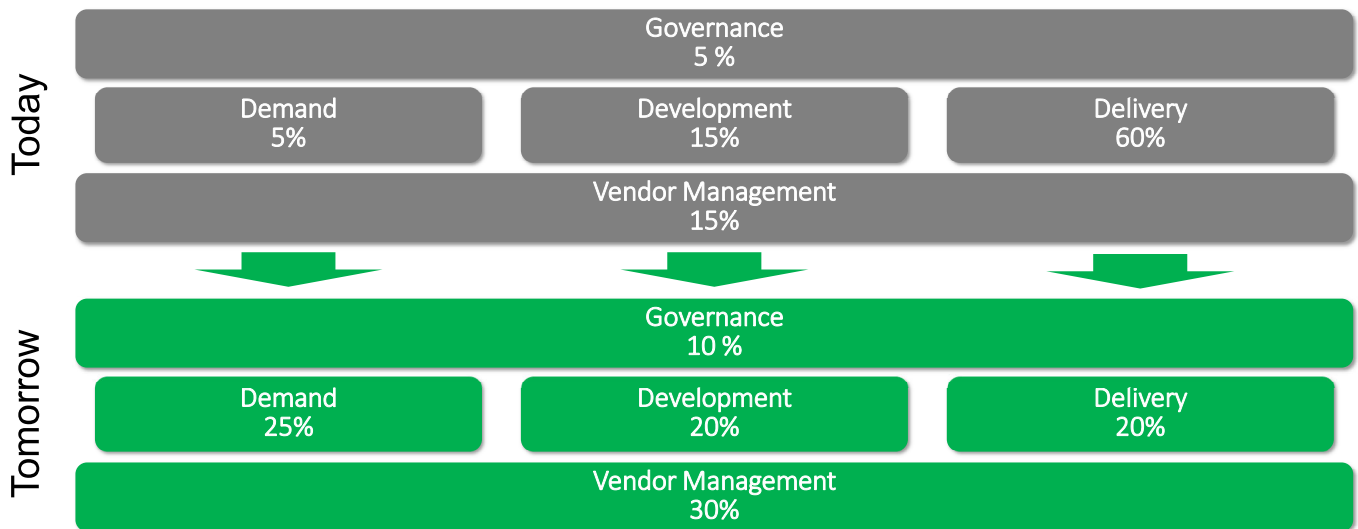 Today
Governance
5 %
Demand
5%
Development
15%
Delivery
60%
Vendor Management
15%
Tomorrow
Governance
10 %
Demand
25%
Development
20%
Delivery
20%
Vendor Management
30%